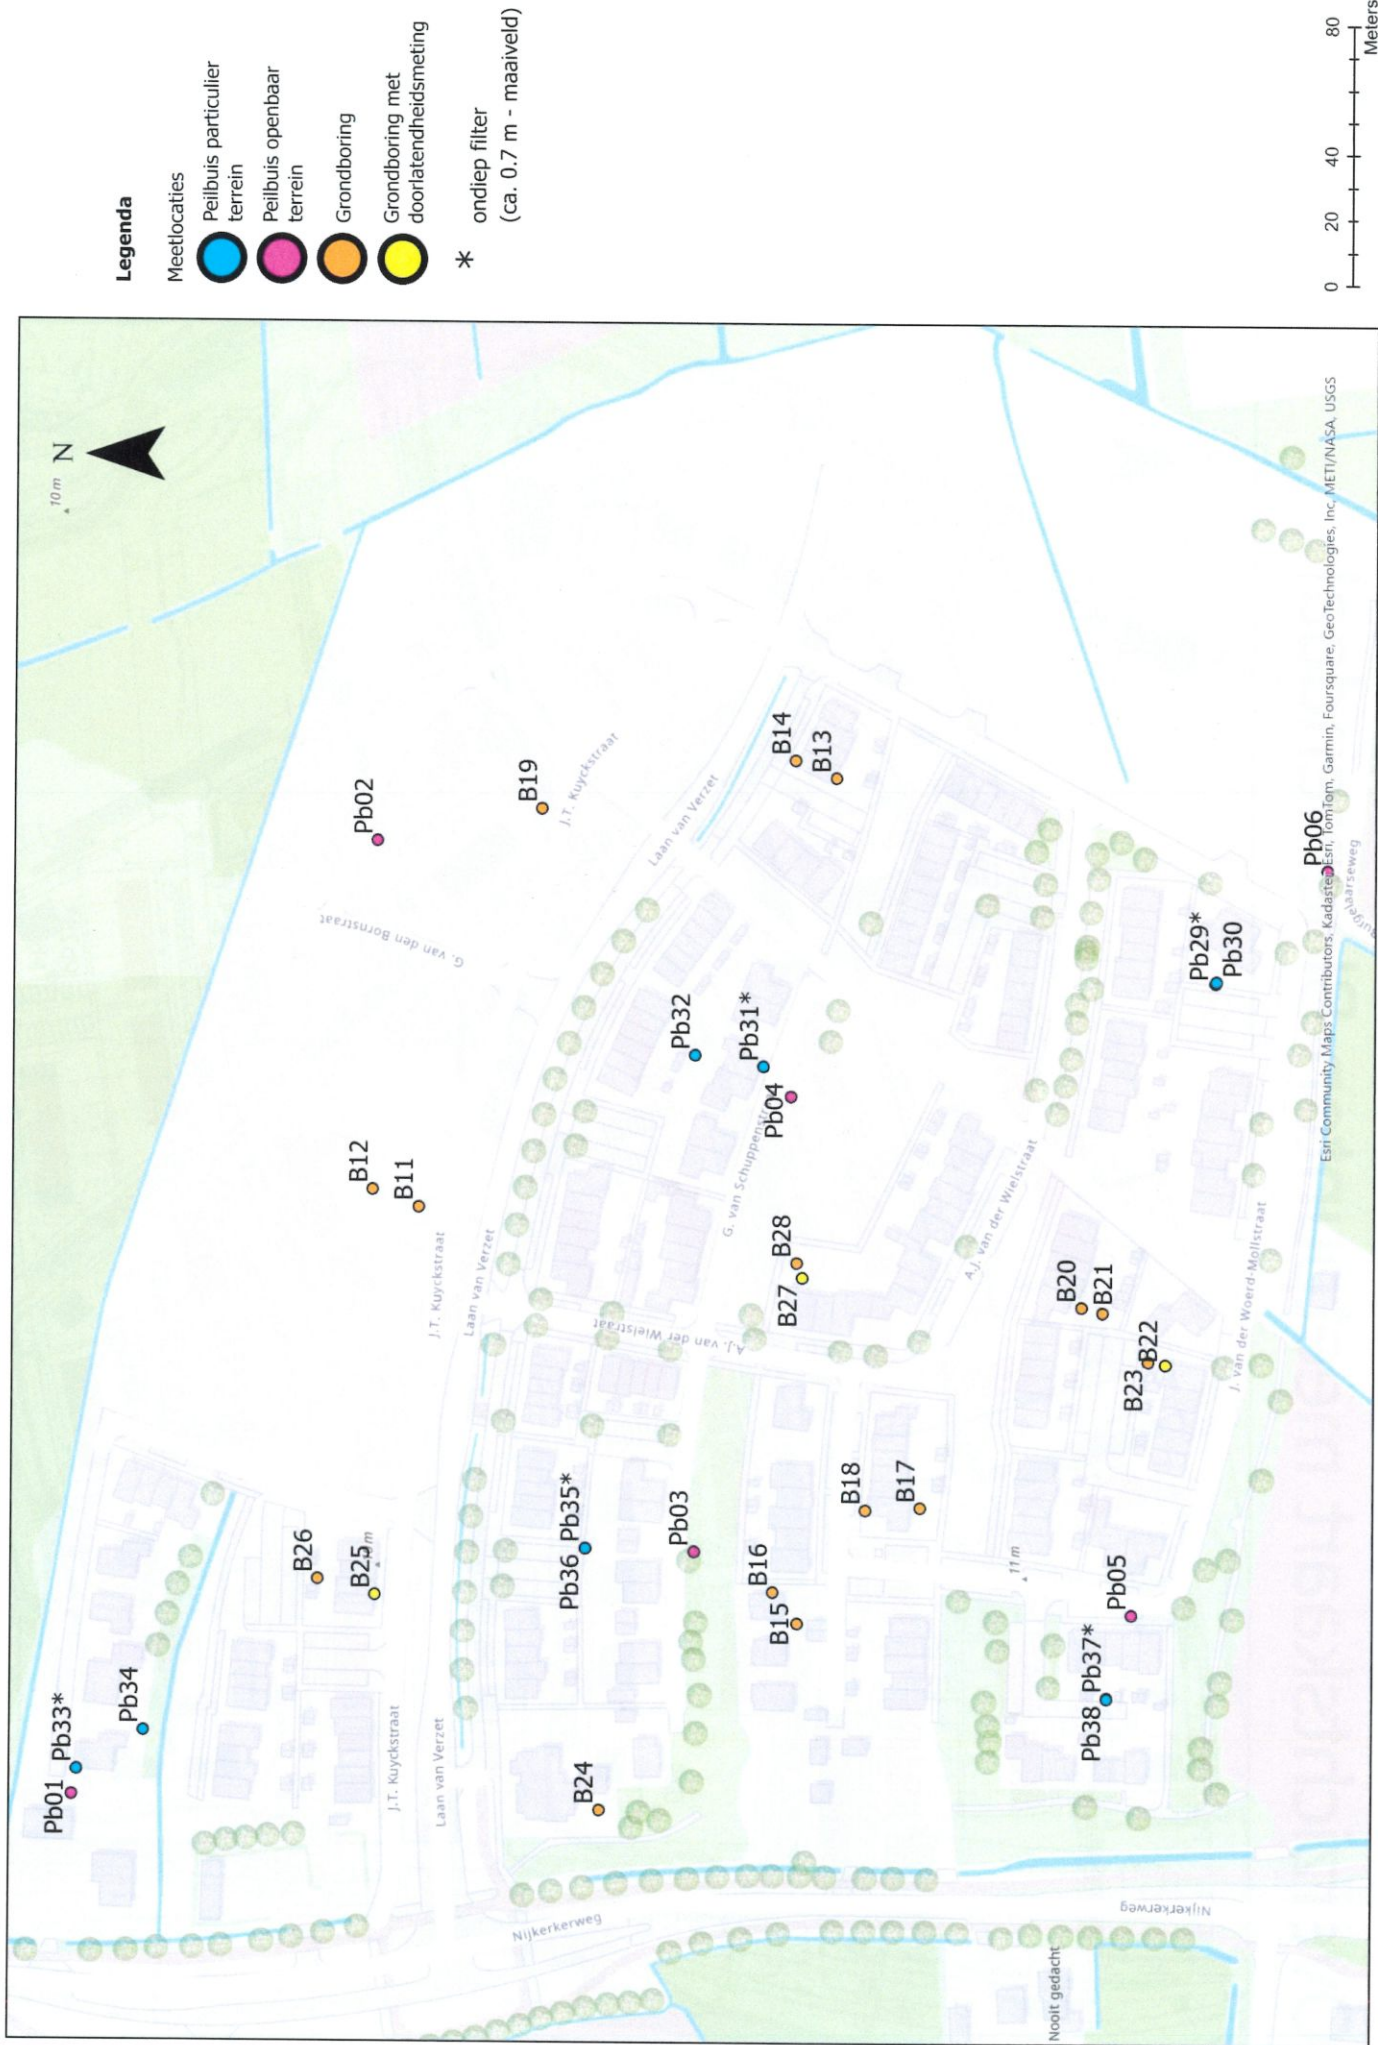 Legenda
Meetlocaties
Peilbuis particulier
terrein
Peilbuis openbaar
terrein
Grondboring
Grondboring met
doorlatendheidsmeting
* ondiep filter
(ca. 0.7 m - maaiveld)
0 20 40 80
Meters
N
10 m
Pb01
Pb33*
Pb34
Pb02
B19
J.T. Kuyckstraat
G. van den Bornstraat
B12
B11
B26
B25
J.T. Kuyckstraat
J.T. Kuyckstraat
Laan van Verzet
Laan van Verzet
Laan van Verzet
B14
B13
Pb32
Pb31*
Pb04
G. van Schuppenstr
B28
B27
A.J. van der Wielstraat
A.J. van der Wielstraat
Pb36 Pb35*
Pb03
B24
B16
B15
B18
B17
11 m
B20
B21
B22
B23
Pb05
Pb38 Pb37*
Pb29*
Pb30
Pb06
J. van der Woerd-Mollstraat
Nijkerkerweg
Nijkerkerweg
Nooit gedacht
Esri Community Maps Contributors, Kadaster, Esri, TomTom, Garmin, Foursquare, GeoTechnologies, Inc, METI/NASA, USGS